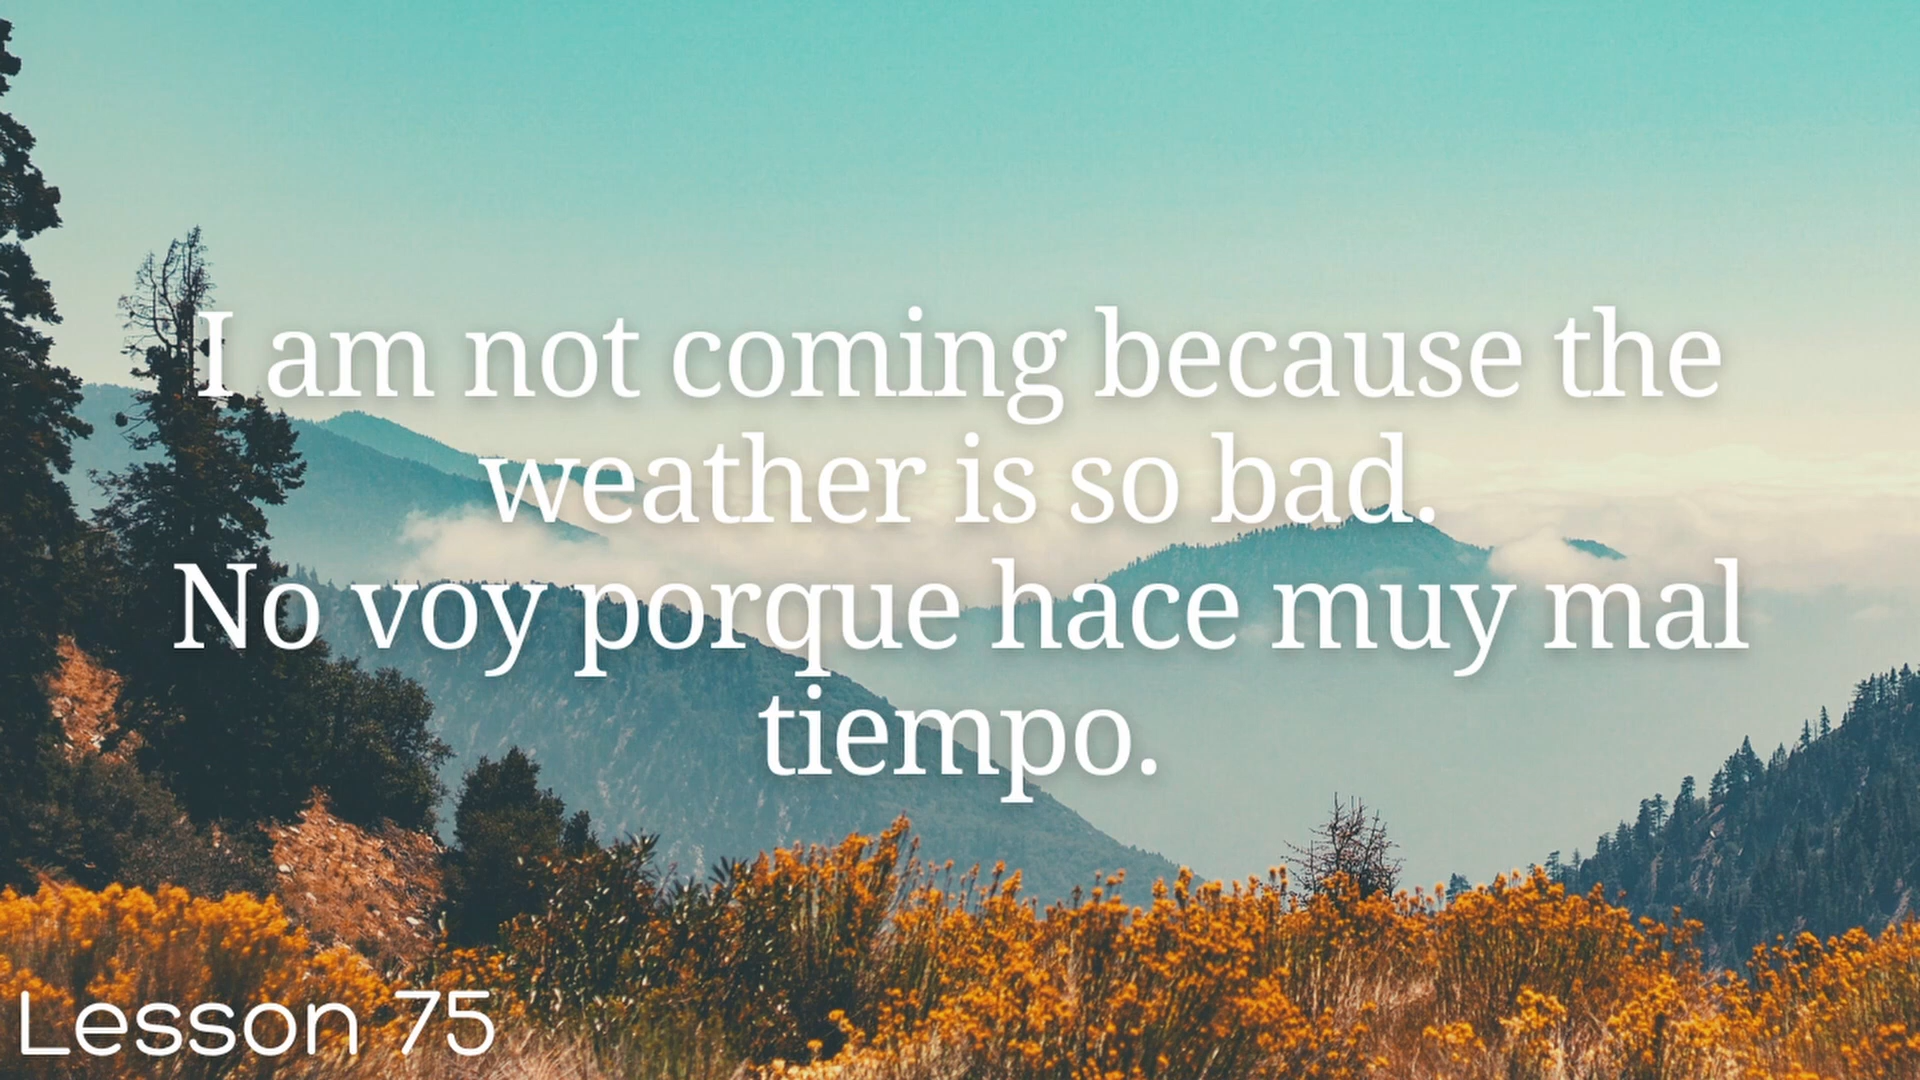 I am not coming because the
weather is so bad.
No voy porque hace muy mal
tiempo.
Lesson 75